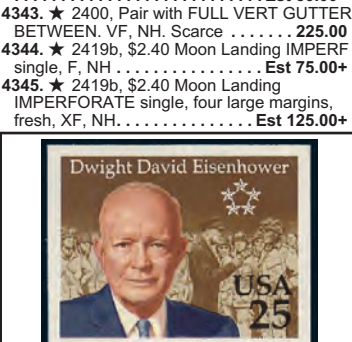 4343. ★ 2400, Pair with FULL VERT GUTTER
BETWEEN. VF, NH. Scarce . . . . . . . 225.00
4344. ★ 2419b, $2.40 Moon Landing IMPERF
single, F, NH . . . . . . . . . . . . . . . . Est 75.00+
4345. ★ 2419b, $2.40 Moon Landing
IMPERFORATE single, four large margins,
fresh, XF, NH. . . . . . . . . . . . . . . Est 125.00+
Dwight David Eisenhower
USA
25